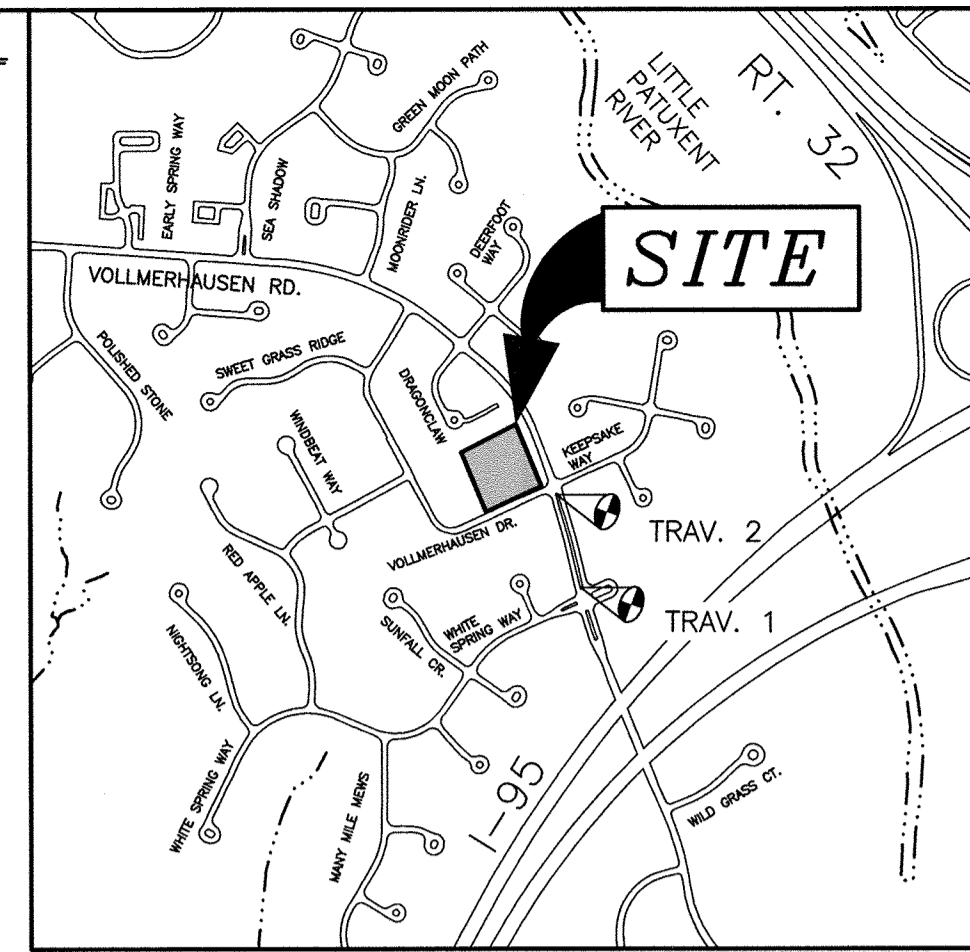 GREEN MOON PATH
LITTLE
PATUXENT
RIVER
RT. 32
EARLY SPRING WAY
SEA SHADOW
MOONRIDER LN.
DEERFOOT
WAY
SITE
VOLLMERHAUSEN RD.
POLISHED STONE
SWEET GRASS RIDGE
DRAGONCLAW
WINDBEAT WAY
KEEPSAKE
WAY
TRAV. 2
VOLLMERHAUSEN DR.
RED APPLE LN.
TRAV. 1
SUNFALL CR.
WHITE
SPRING WAY
NIGHTSONG LN.
WHITE SPRING WAY
MANY MILE MEWS
I-95
WILD GRASS CT.